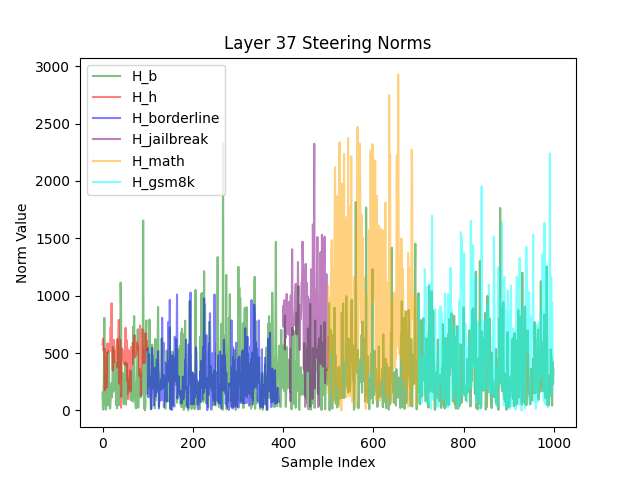 Layer 37 Steering Norms
H_b
H_h
H_borderline
H_jailbreak
H_math
H_gsm8k
Norm Value
3000
2500
2000
1500
1000
500
0
0 200 400 600 800 1000
Sample Index